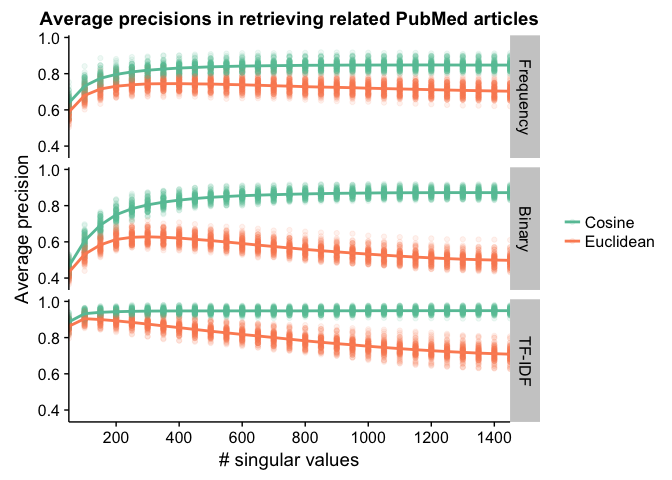 Average precisions in retrieving related PubMed articles
1.0
0.8
0.6
0.4
Frequency
1.0
0.8
0.6
0.4
Binary
1.0
0.8
0.6
0.4
TF-IDF
Average precision
Cosine
Euclidean
200 400 600 800 1000 1200 1400
# singular values